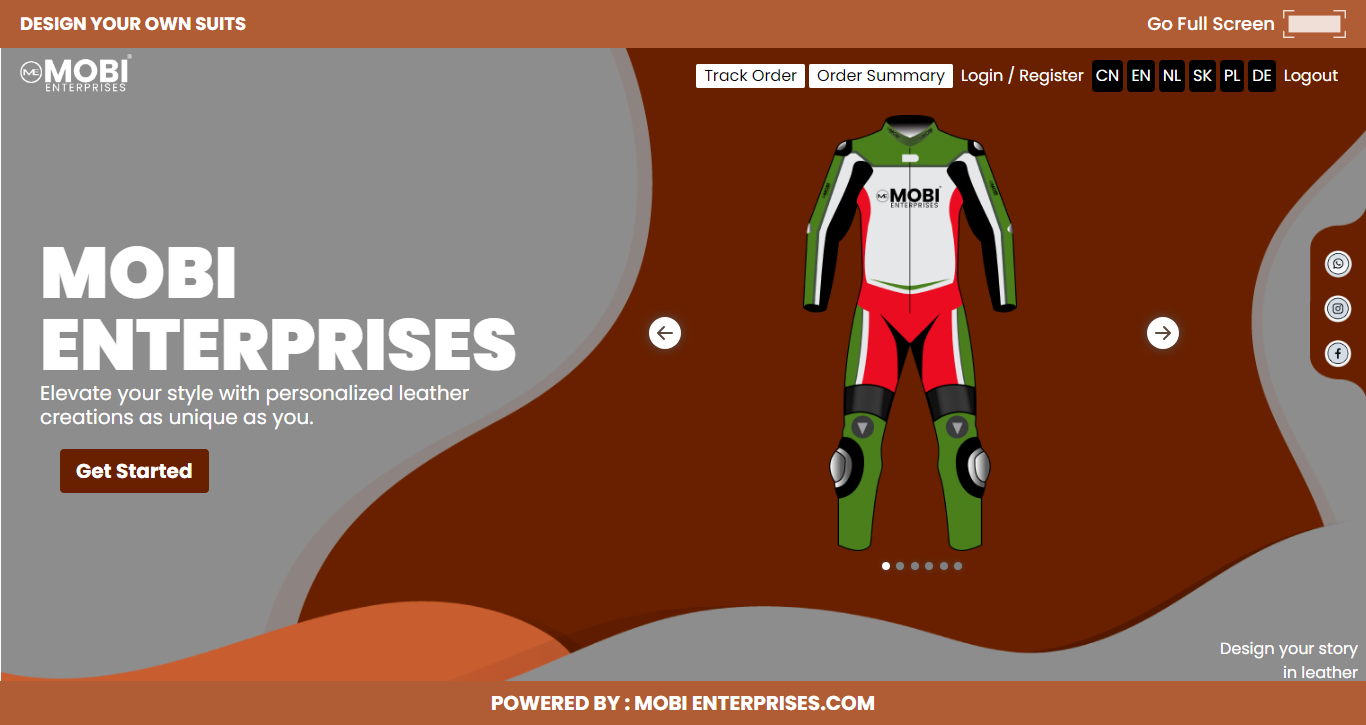 DESIGN YOUR OWN SUITS
Go Full Screen
ME MOBI
ENTERPRISES
Track Order Order Summary Login / Register CN EN NL SK PL DE Logout
ME MOBI
ENTERPRISES
MOBI
ENTERPRISES
Elevate your style with personalized leather
creations as unique as you.
Get Started
Design your story
in leather
POWERED BY : MOBI ENTERPRISES.COM